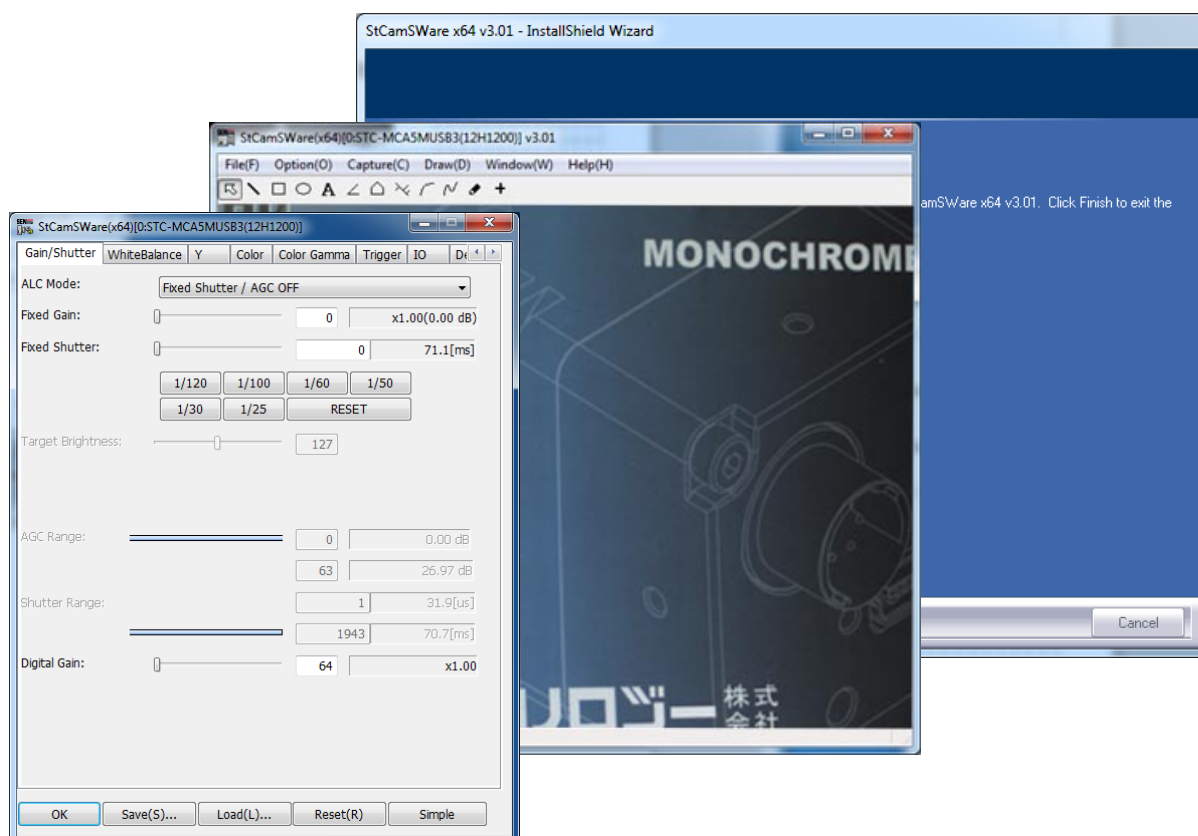 StCamSWare x64 v3.01 - InstallShield Wizard
amSWare x64 v3.01. Click Finish to exit the
Cancel
StCamSWare(x64)[0:STC-MCA5MUSB3(12H1200)] v3.01
File(F) Option(O) Capture(C) Draw(D) Window(W) Help(H)
A
MONOCHROM
株式
会社
StCamSWare(x64)[0:STC-MCA5MUSB3(12H1200)]
Gain/Shutter WhiteBalance Y Color Color Gamma Trigger IO
ALC Mode: Fixed Shutter / AGC OFF
Fixed Gain: 0 x1.00(0.00 dB)
Fixed Shutter: 0 71.1[ms]
1/120 1/100 1/60 1/50
1/30 1/25 RESET
Target Brightness: 127
AGC Range: 0 0.00 dB
63 26.97 dB
Shutter Range: 1 31.9[us]
1943 70.7[ms]
Digital Gain: 64 x1.00
OK Save(S)... Load(L)... Reset(R) Simple